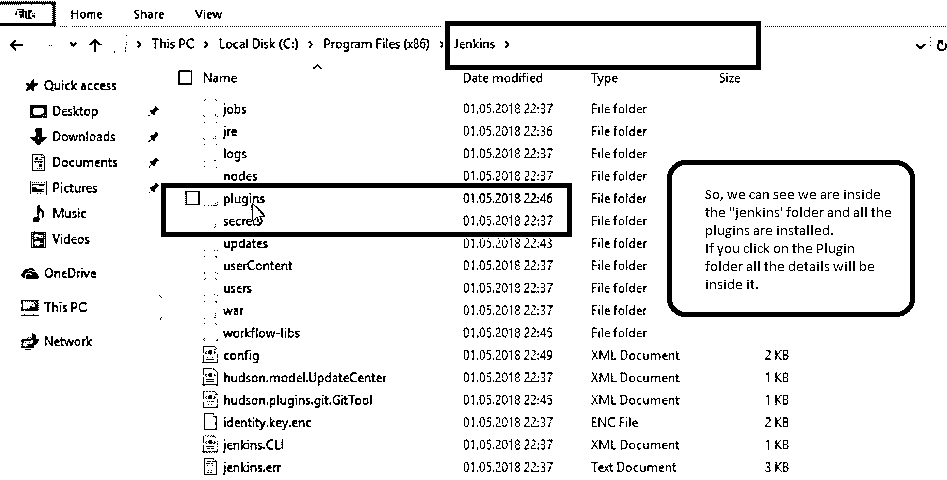 File Home Share View
This PC Local Disk (C:) Program Files (x86) Jenkins
Name Date modified Type Size
Quick access
Desktop
Downloads
Documents
Pictures
Music
Videos
OneDrive
This PC
Network
jobs 01.05.2018 22:37 File folder
jre 01.05.2018 22:36 File folder
logs 01.05.2018 22:37 File folder
nodes 01.05.2018 22:37 File folder
plugins 01.05.2018 22:46 File folder
secrets 01.05.2018 22:37 File folder
updates 01.05.2018 22:43 File folder
userContent 01.05.2018 22:37 File folder
users 01.05.2018 22:37 File folder
war 01.05.2018 22:37 File folder
workflow-libs 01.05.2018 22:45 File folder
config 01.05.2018 22:49 XML Document 2 KB
hudson.model.UpdateCenter 01.05.2018 22:37 XML Document 1 KB
hudson.plugins.git.GitTool 01.05.2018 22:45 XML Document 1 KB
identity.key.enc 01.05.2018 22:37 ENC File 2 KB
jenkins.CLI 01.05.2018 22:37 XML Document 1 KB
jenkins.err 01.05.2018 22:37 Text Document 3 KB
So, we can see we are inside
the "jenkins' folder and all the
plugins are installed.
If you click on the Plugin
folder all the details will be
inside it.